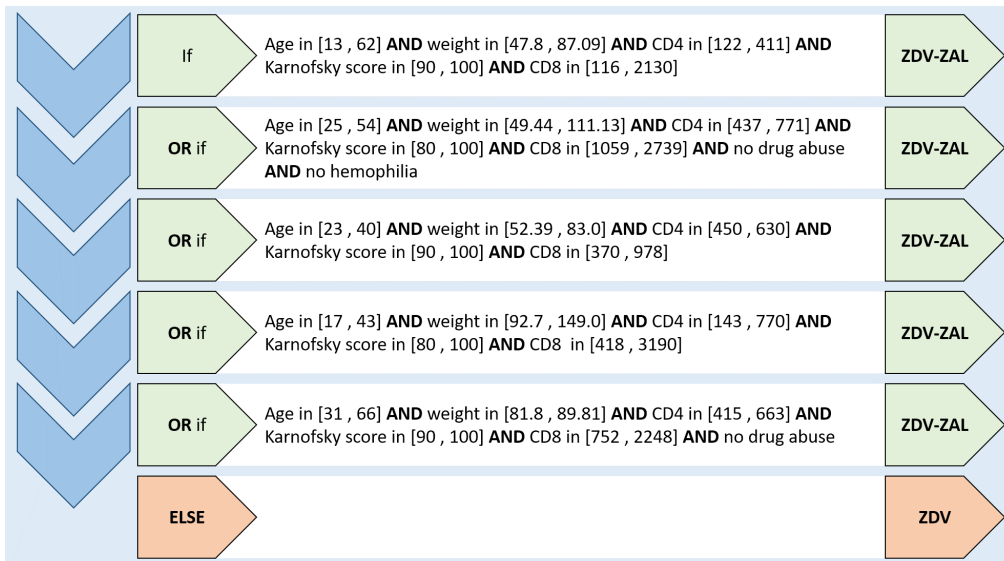 If
Age in [13 , 62] AND weight in [47.8 , 87.09] AND CD4 in [122 , 411] AND
Karnofsky score in [90 , 100] AND CD8 in [116 , 2130]
ZDV-ZAL
OR if
Age in [25 , 54] AND weight in [49.44 , 111.13] AND CD4 in [437 , 771] AND
Karnofsky score in [80 , 100] AND CD8 in [1059 , 2739] AND no drug abuse
AND no hemophilia
ZDV-ZAL
OR if
Age in [23 , 40] AND weight in [52.39 , 83.0] AND CD4 in [450 , 630] AND
Karnofsky score in [90 , 100] AND CD8 in [370 , 978]
ZDV-ZAL
OR if
Age in [17 , 43] AND weight in [92.7 , 149.0] AND CD4 in [143 , 770] AND
Karnofsky score in [80 , 100] AND CD8 in [418 , 3190]
ZDV-ZAL
OR if
Age in [31 , 66] AND weight in [81.8 , 89.81] AND CD4 in [415 , 663] AND
Karnofsky score in [90 , 100] AND CD8 in [752 , 2248] AND no drug abuse
ZDV-ZAL
ELSE
ZDV